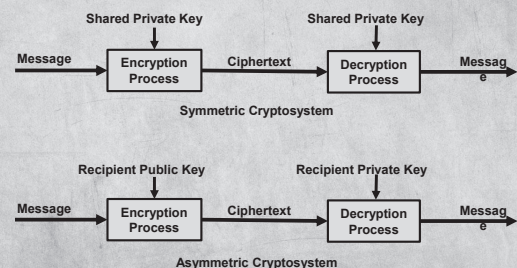 Shared Private Key
Shared Private Key
Message
Encryption
Process
Ciphertext
Decryption
Process
Messag
e
Symmetric Cryptosystem
Recipient Public Key
Recipient Private Key
Message
Encryption
Process
Ciphertext
Decryption
Process
Messag
e
Asymmetric Cryptosystem